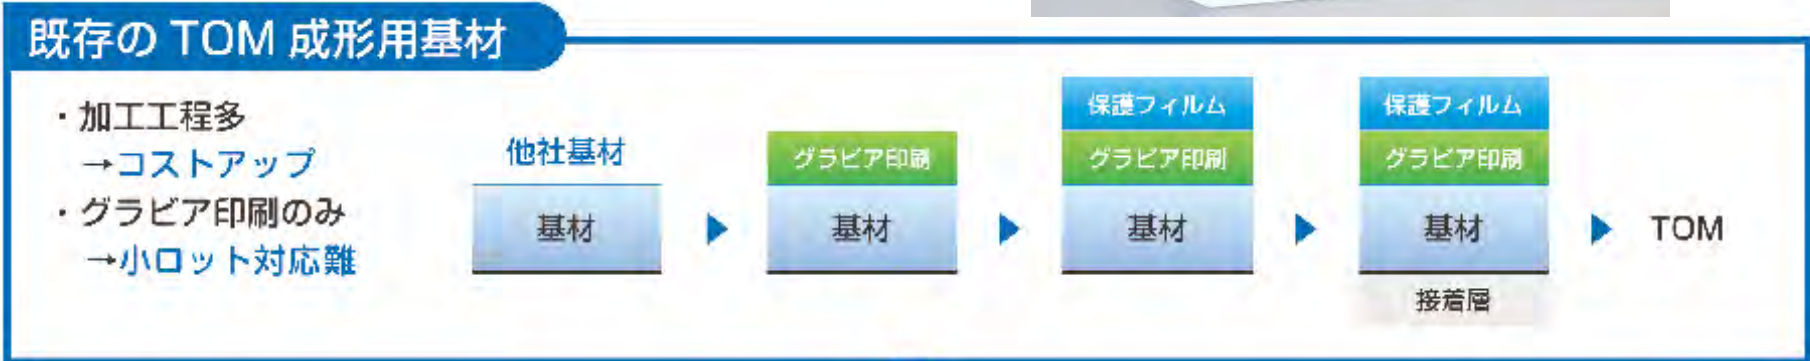 既存の TOM 成形用基材
・加工工程多
→コストアップ
・グラビア印刷のみ
→小ロット対応難
他社基材
基材
グラビア印刷
基材
保護フィルム
グラビア印刷
基材
保護フィルム
グラビア印刷
基材
接着層
TOM